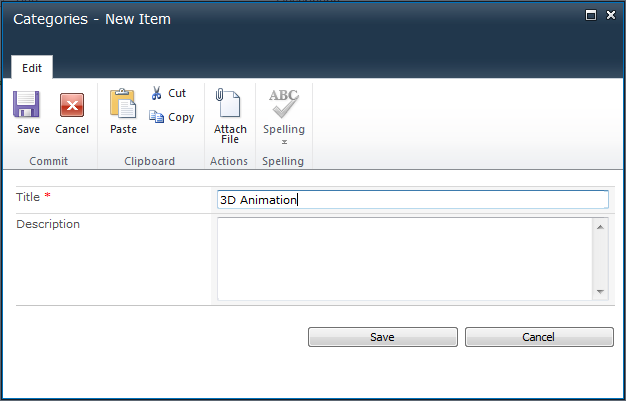 Categories - New Item
Edit
Save
Cancel
Paste
Cut
Copy
Attach
File
ABC
Spelling
Commit
Clipboard
Actions
Spelling
Title *
3D Animation
Description
Save
Cancel